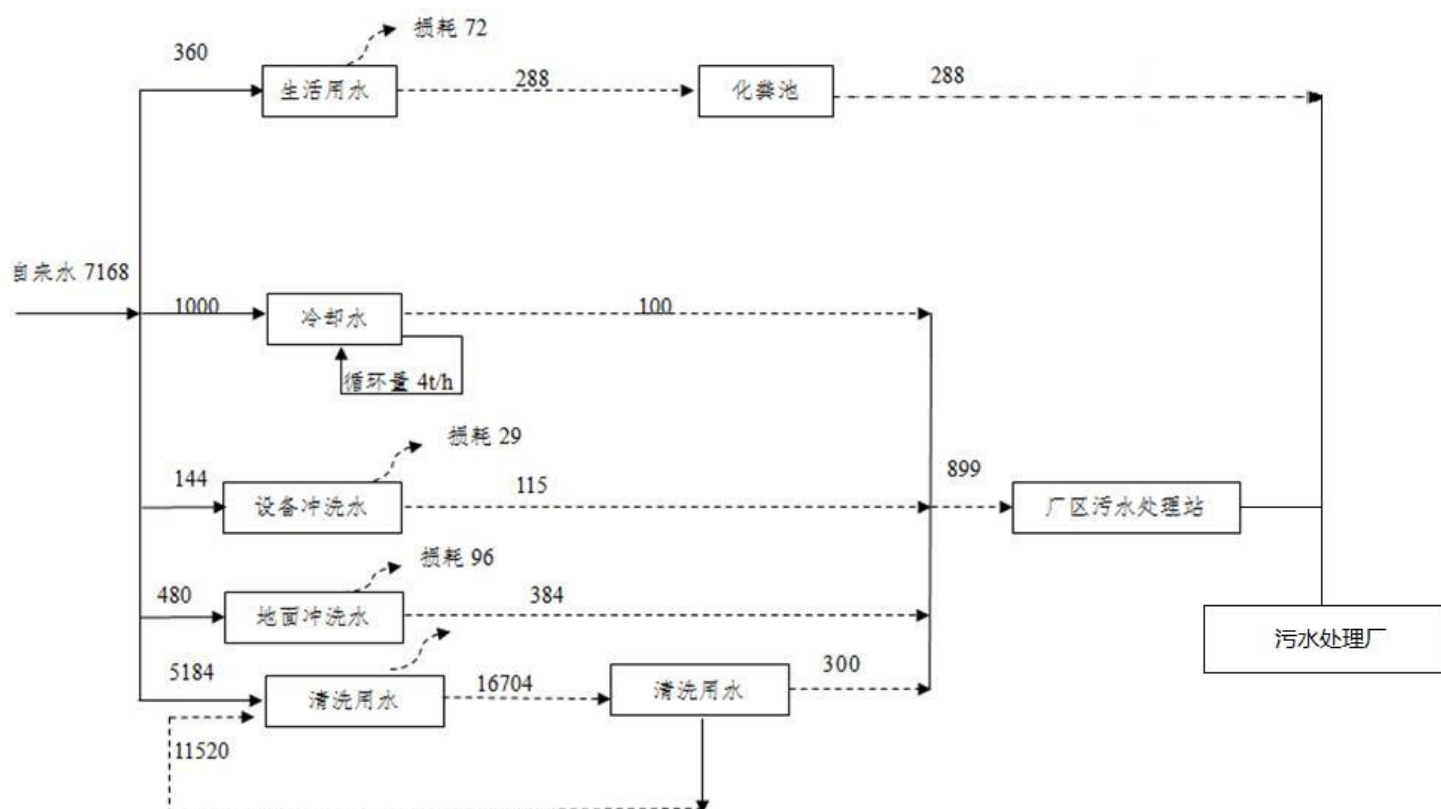 损耗 72
360
生活用水
288
化粪池
288
自来水 7168
1000
冷却水
100
循环量 4t/h
损耗 29
144
设备冲洗水
115
899
厂区污水处理站
损耗 96
480
地面冲洗水
384
污水处理厂
5184
清洗用水
16704
清洗用水
300
11520